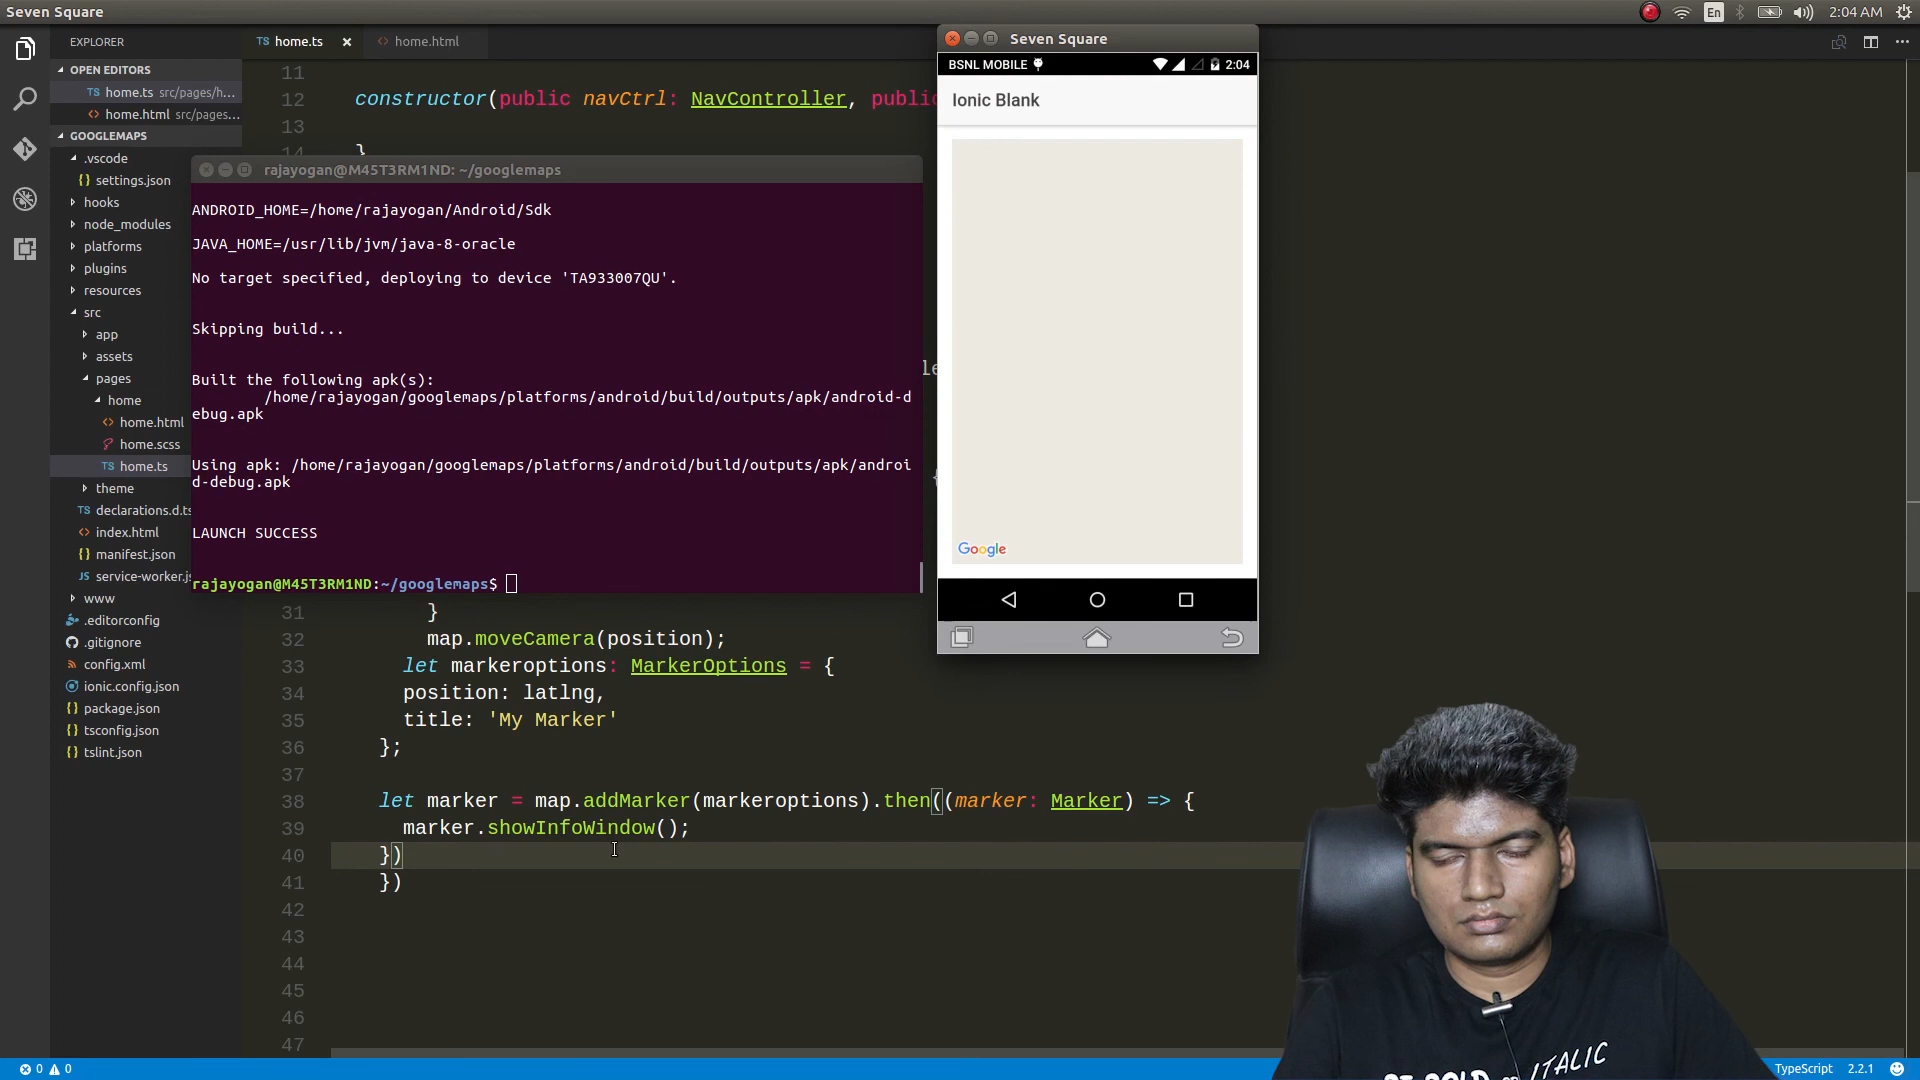 Seven Square
En
2:04 AM
EXPLORER
TS home.ts
<> home.html
OPEN EDITORS
TS home.ts src/pages/h...
<> home.html src/pages...
GOOGLEMAPS
.vscode
{} settings.json
hooks
node_modules
platforms
plugins
resources
src
app
assets
pages
home
<> home.html
home.scss
TS home.ts
theme
TS declarations.d.ts
<> index.html
{} manifest.json
JS service-worker.js
www
.editorconfig
.gitignore
config.xml
ionic.config.json
{} package.json
{} tsconfig.json
{} tslint.json
11
12 constructor(public navCtrl: NavController, public
13
14 }
rajayogan@M45T3RM1ND: ~/googlemaps
ANDROID_HOME=/home/rajayogan/Android/Sdk
JAVA_HOME=/usr/lib/jvm/java-8-oracle
No target specified, deploying to device 'TA933007QU'.
Skipping build...
Built the following apk(s):
/home/rajayogan/googlemaps/platforms/android/build/outputs/apk/android-d
ebug.apk
Using apk: /home/rajayogan/googlemaps/platforms/android/build/outputs/apk/androi
d-debug.apk
LAUNCH SUCCESS
rajayogan@M45T3RM1ND:~/googlemaps$
le
{
31 }
32 map.moveCamera(position);
33 let markeroptions: MarkerOptions = {
34 position: latlng,
35 title: 'My Marker'
36 };
37
38 let marker = map.addMarker(markeroptions).then((marker: Marker) => {
39 marker.showInfoWindow();
40 })
41 })
42
43
44
45
46
47
Seven Square
BSNL MOBILE
2:04
Ionic Blank
Google
ITALIC
0 0
TypeScript 2.2.1